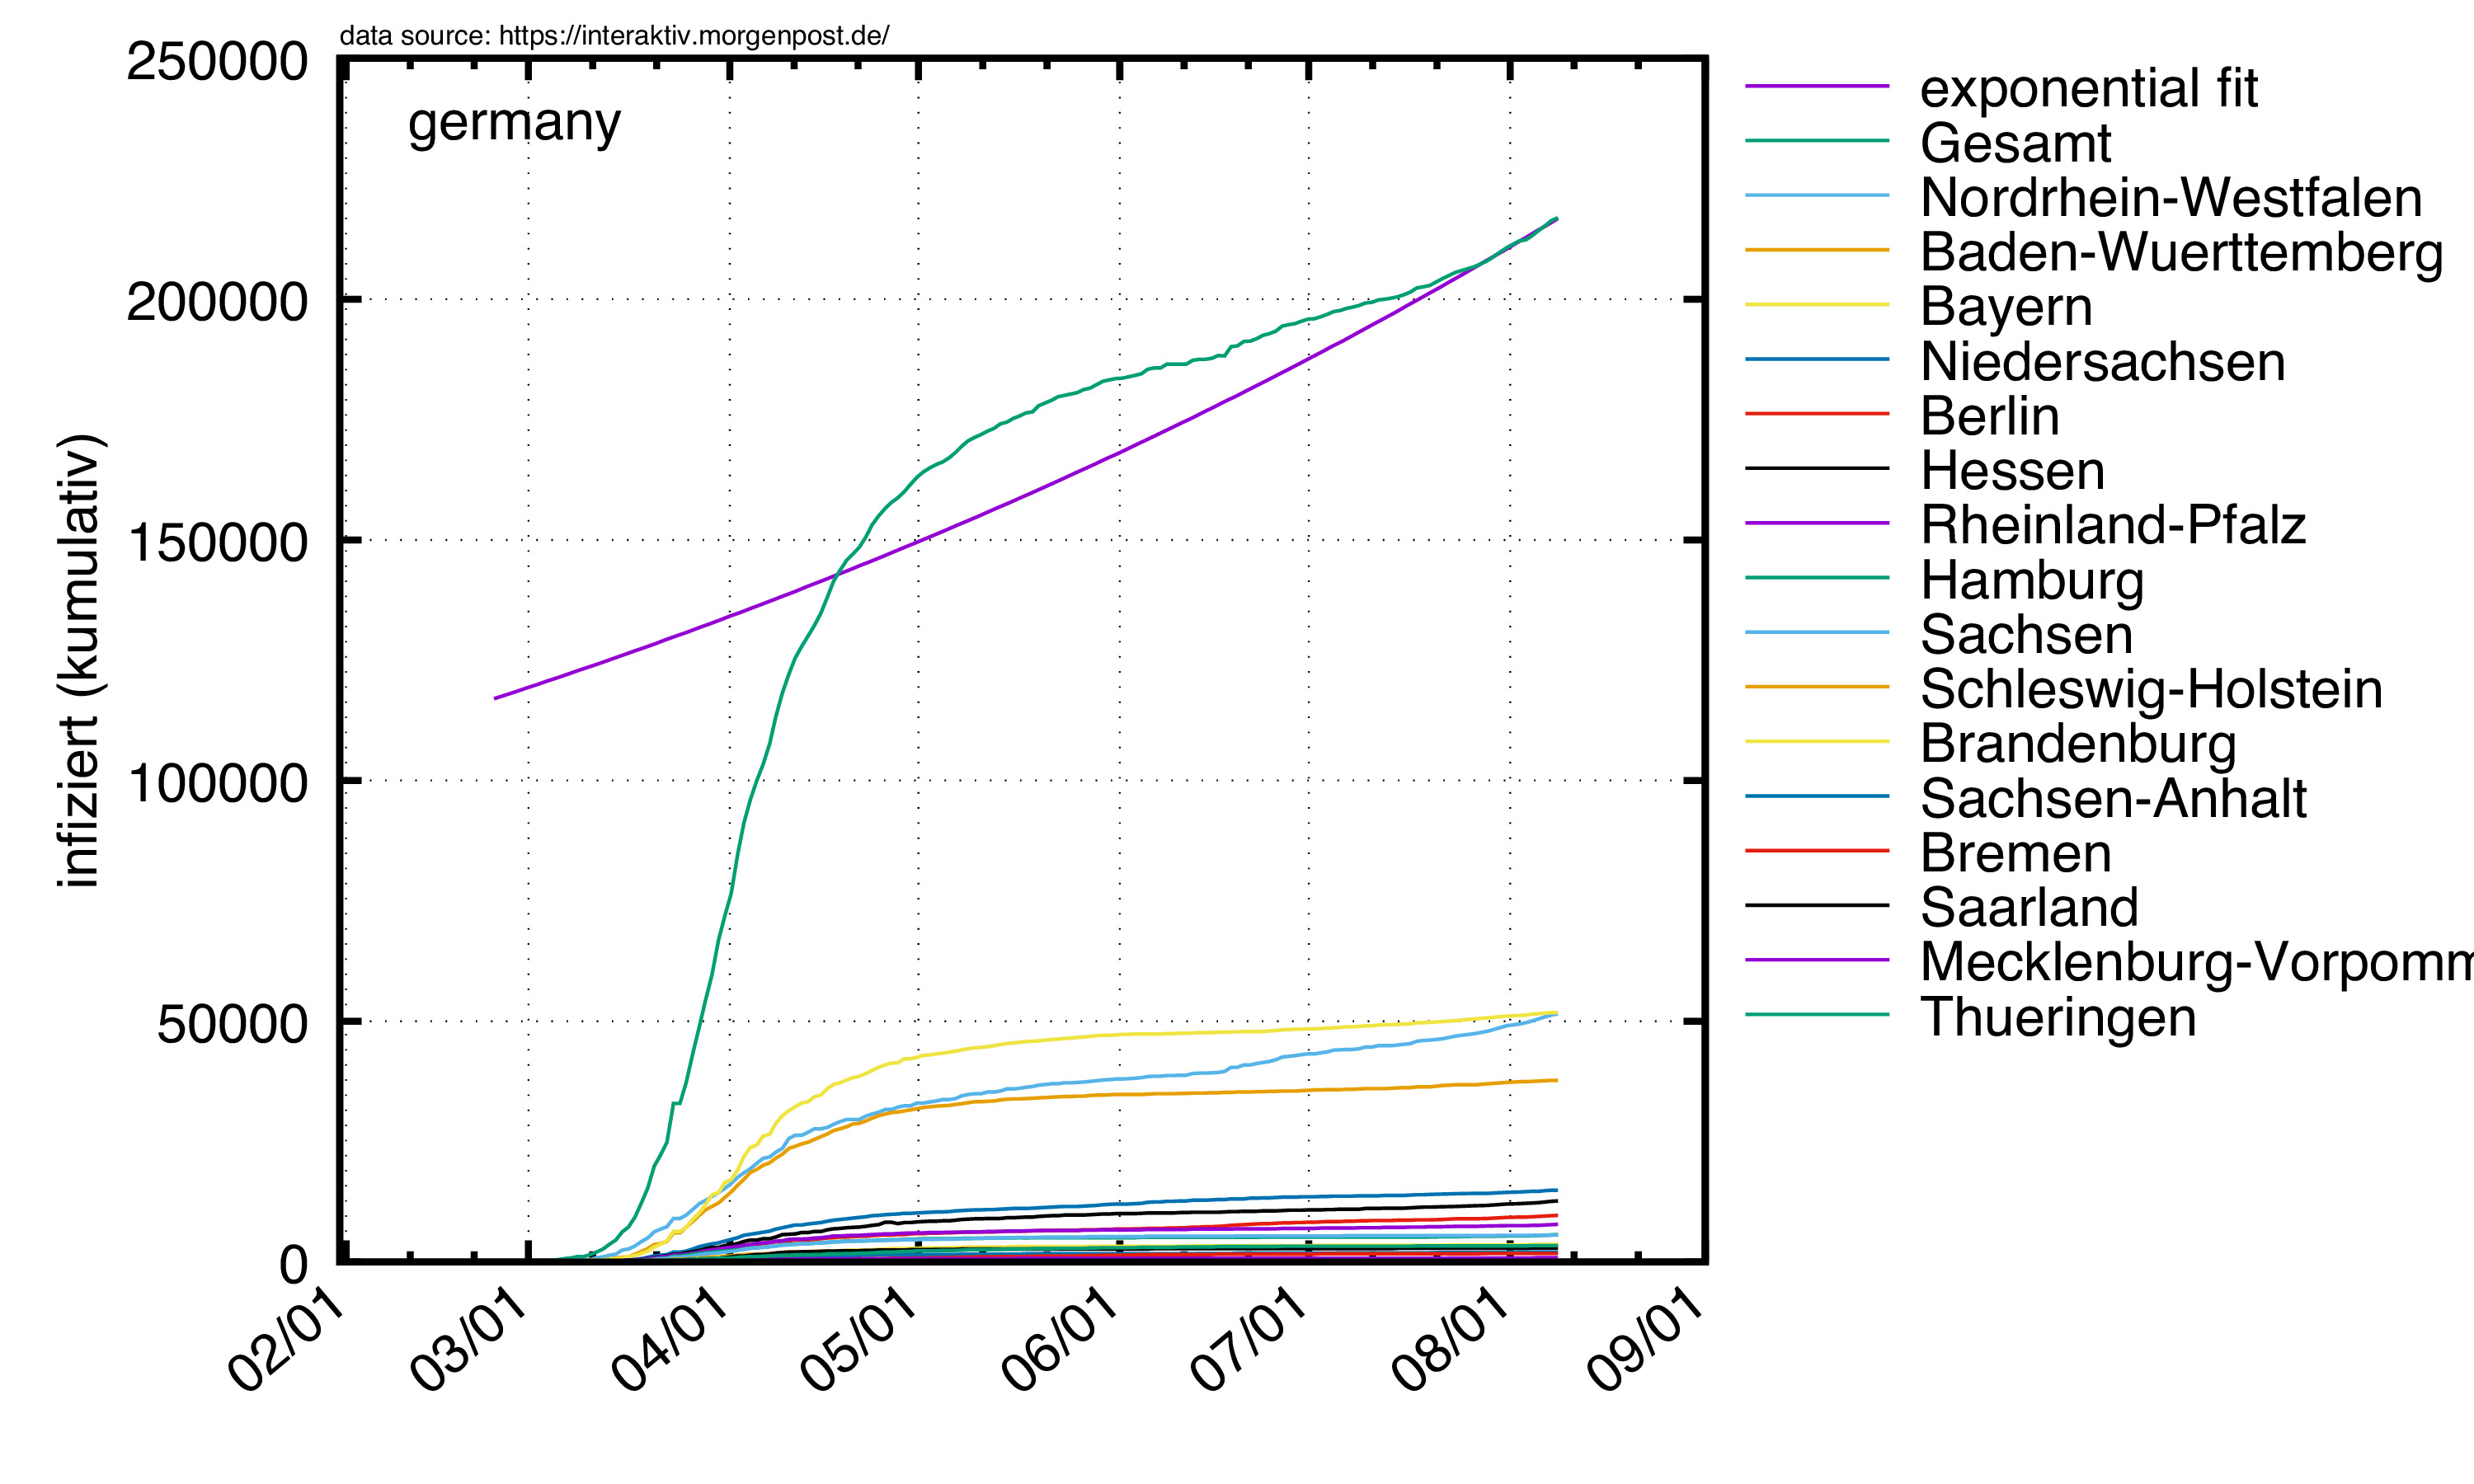 data source: https://interaktiv.morgenpost.de/
250000
200000
150000
100000
50000
0
infiziert (kumulativ)
germany
02/01
03/01
04/01
05/01
06/01
07/01
08/01
09/01
exponential fit
Gesamt
Nordrhein-Westfalen
Baden-Wuerttemberg
Bayern
Niedersachsen
Berlin
Hessen
Rheinland-Pfalz
Hamburg
Sachsen
Schleswig-Holstein
Brandenburg
Sachsen-Anhalt
Bremen
Saarland
Mecklenburg-Vorpomm
Thueringen